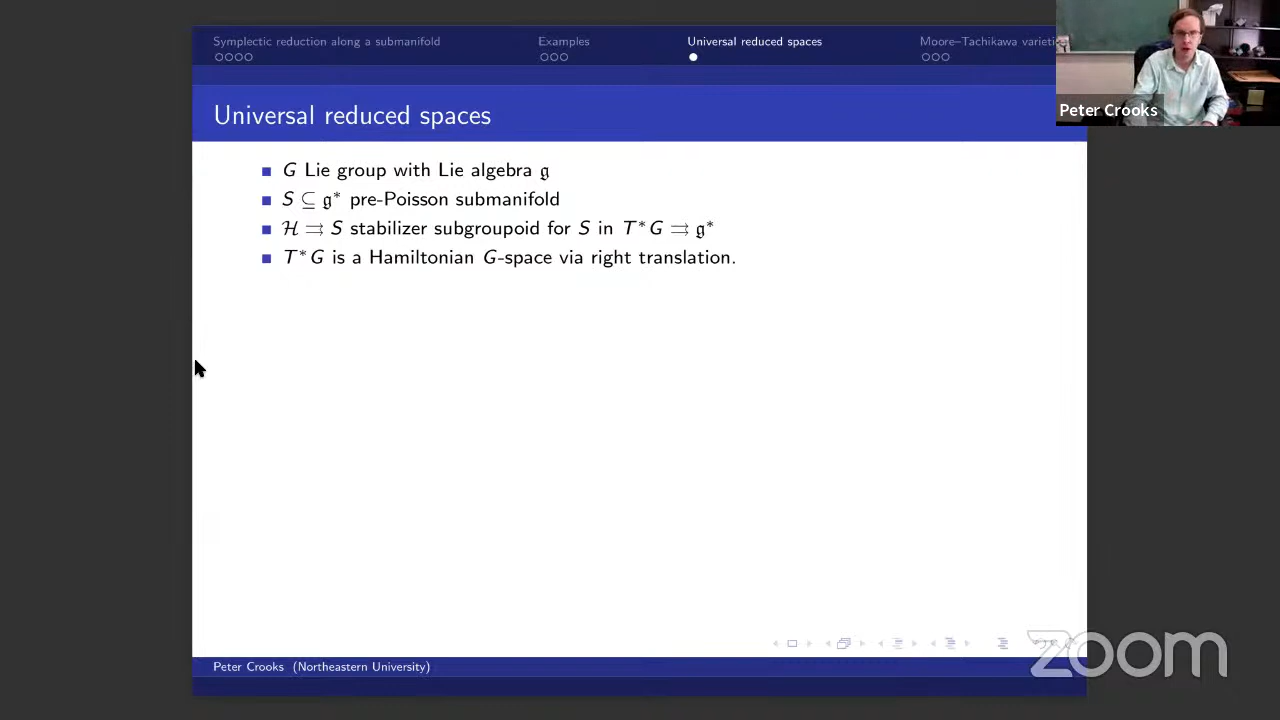 Symplectic reduction along a submanifold Examples Universal reduced spaces Moore–Tachikawa varieti
Peter Crooks
Universal reduced spaces
G Lie group with Lie algebra 𝔤
S ⊆ 𝔤* pre-Poisson submanifold
ℋ ⇉ S stabilizer subgroupoid for S in T*G ⇉ 𝔤*
T*G is a Hamiltonian G-space via right translation.
Peter Crooks (Northeastern University)
zoom